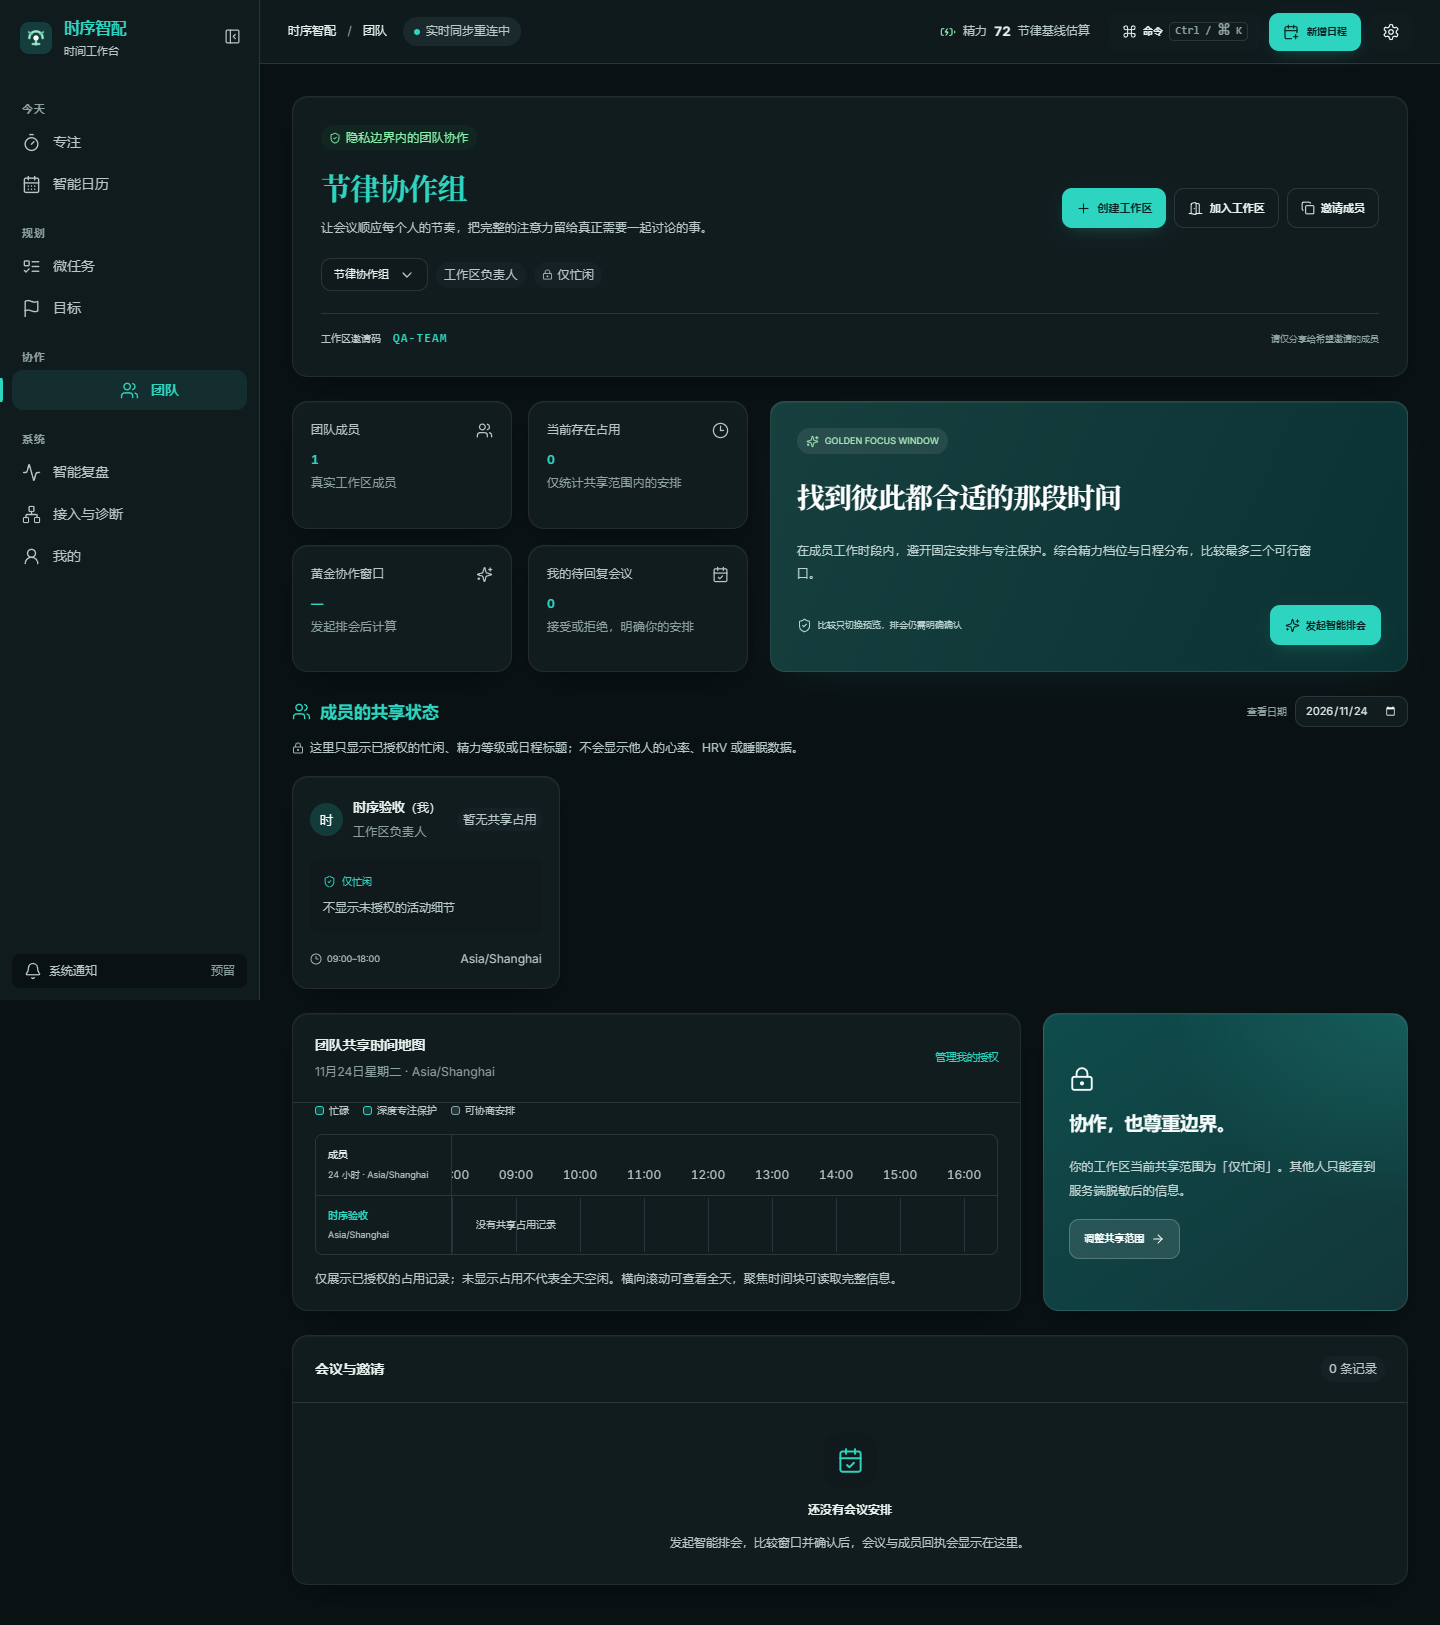 时序智配
时间工作台
今天
专注
智能日历
规划
微任务
目标
协作
团队
系统
智能复盘
接入与诊断
我的
系统通知 预留
时序智配 / 团队 实时同步重连中
精力 72 节律基线估算 命令 Ctrl / ⌘ K 新增日程
隐私边界内的团队协作
节律协作组
让会议顺应每个人的节奏，把完整的注意力留给真正需要一起讨论的事。
创建工作区 加入工作区 邀请成员
节律协作组 工作区负责人 仅忙闲
工作区邀请码 QA-TEAM 请仅分享给希望邀请的成员
团队成员
1
真实工作区成员
当前存在占用
0
仅统计共享范围内的安排
黄金协作窗口
—
发起排会后计算
我的待回复会议
0
接受或拒绝，明确你的安排
GOLDEN FOCUS WINDOW
找到彼此都合适的那段时间
在成员工作时段内，避开固定安排与专注保护。综合精力档位与日程分布，比较最多三个可行窗
口。
比较只切换预览，排会仍需明确确认
发起智能排会
成员的共享状态 查看日期 2026/11/24
这里只显示已授权的忙闲、精力等级或日程标题；不会显示他人的心率、HRV 或睡眠数据。
时 时序验收（我） 暂无共享占用
工作区负责人
仅忙闲
不显示未授权的活动细节
09:00–18:00 Asia/Shanghai
团队共享时间地图
11月24日星期二 · Asia/Shanghai
管理我的授权
忙碌 深度专注保护 可协商安排
成员
24 小时 · Asia/Shanghai :00 09:00 10:00 11:00 12:00 13:00 14:00 15:00 16:00
时序验收
Asia/Shanghai
没有共享占用记录
仅展示已授权的占用记录；未显示占用不代表全天空闲。横向滚动可查看全天，聚焦时间块可读取完整信息。
协作，也尊重边界。
你的工作区当前共享范围为「仅忙闲」。其他人只能看到
服务端脱敏后的信息。
调整共享范围
会议与邀请 0 条记录
还没有会议安排
发起智能排会，比较窗口并确认后，会议与成员回执会显示在这里。